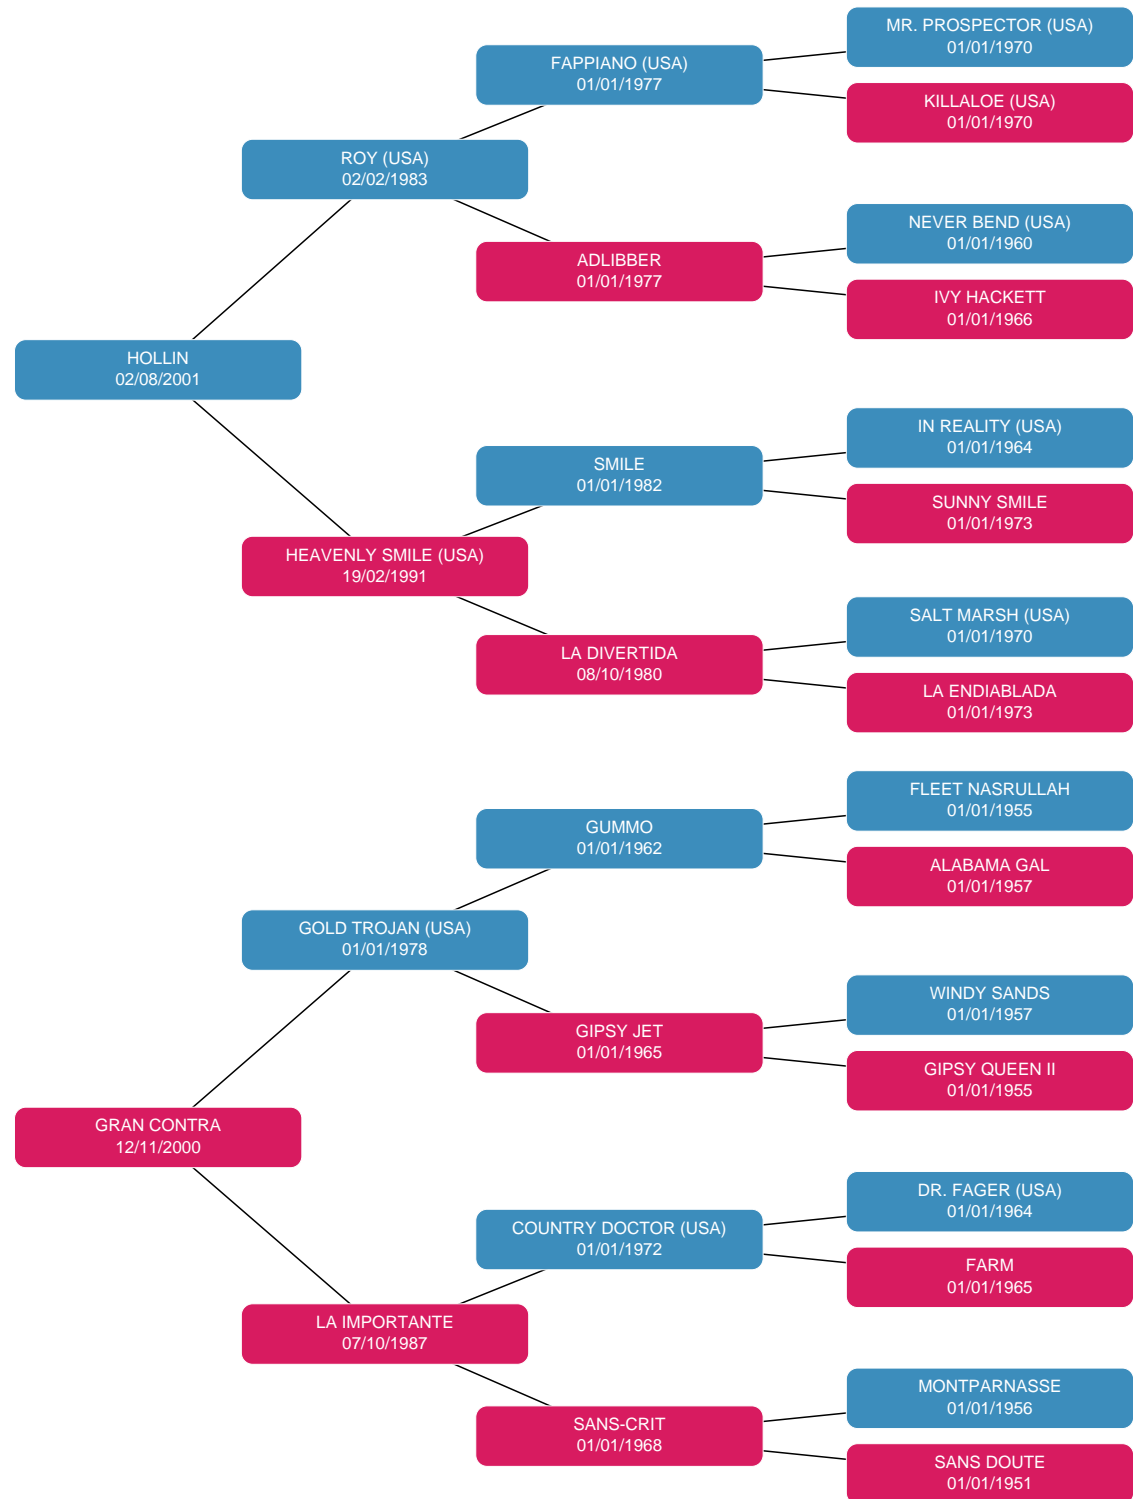 MR. PROSPECTOR (USA)
01/01/1970
FAPPIANO (USA)
01/01/1977
KILLALOE (USA)
01/01/1970
ROY (USA)
02/02/1983
NEVER BEND (USA)
01/01/1960
ADLIBBER
01/01/1977
IVY HACKETT
01/01/1966
HOLLIN
02/08/2001
IN REALITY (USA)
01/01/1964
SMILE
01/01/1982
SUNNY SMILE
01/01/1973
HEAVENLY SMILE (USA)
19/02/1991
SALT MARSH (USA)
01/01/1970
LA DIVERTIDA
08/10/1980
LA ENDIABLADA
01/01/1973
FLEET NASRULLAH
01/01/1955
GUMMO
01/01/1962
ALABAMA GAL
01/01/1957
GOLD TROJAN (USA)
01/01/1978
WINDY SANDS
01/01/1957
GIPSY JET
01/01/1965
GIPSY QUEEN II
01/01/1955
GRAN CONTRA
12/11/2000
DR. FAGER (USA)
01/01/1964
COUNTRY DOCTOR (USA)
01/01/1972
FARM
01/01/1965
LA IMPORTANTE
07/10/1987
MONTPARNASSE
01/01/1956
SANS-CRIT
01/01/1968
SANS DOUTE
01/01/1951